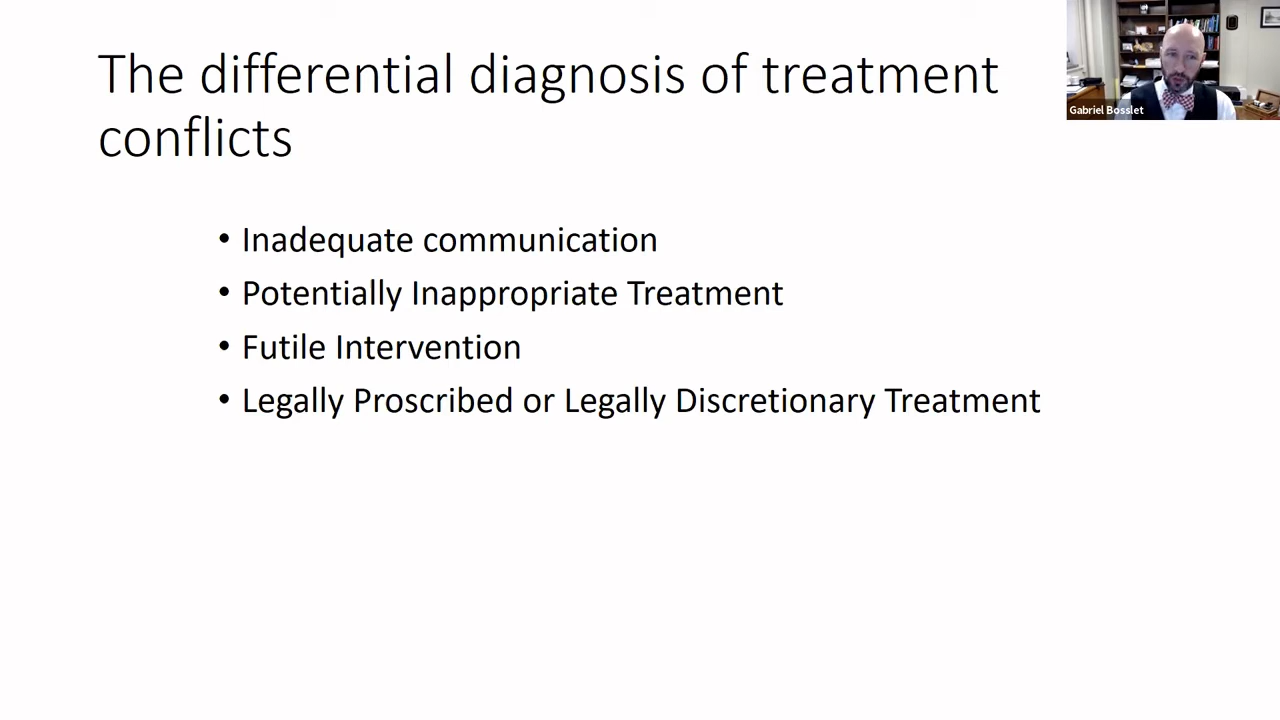 The differential diagnosis of treatment
conflicts
Gabriel Bosslet
• Inadequate communication
• Potentially Inappropriate Treatment
• Futile Intervention
• Legally Proscribed or Legally Discretionary Treatment